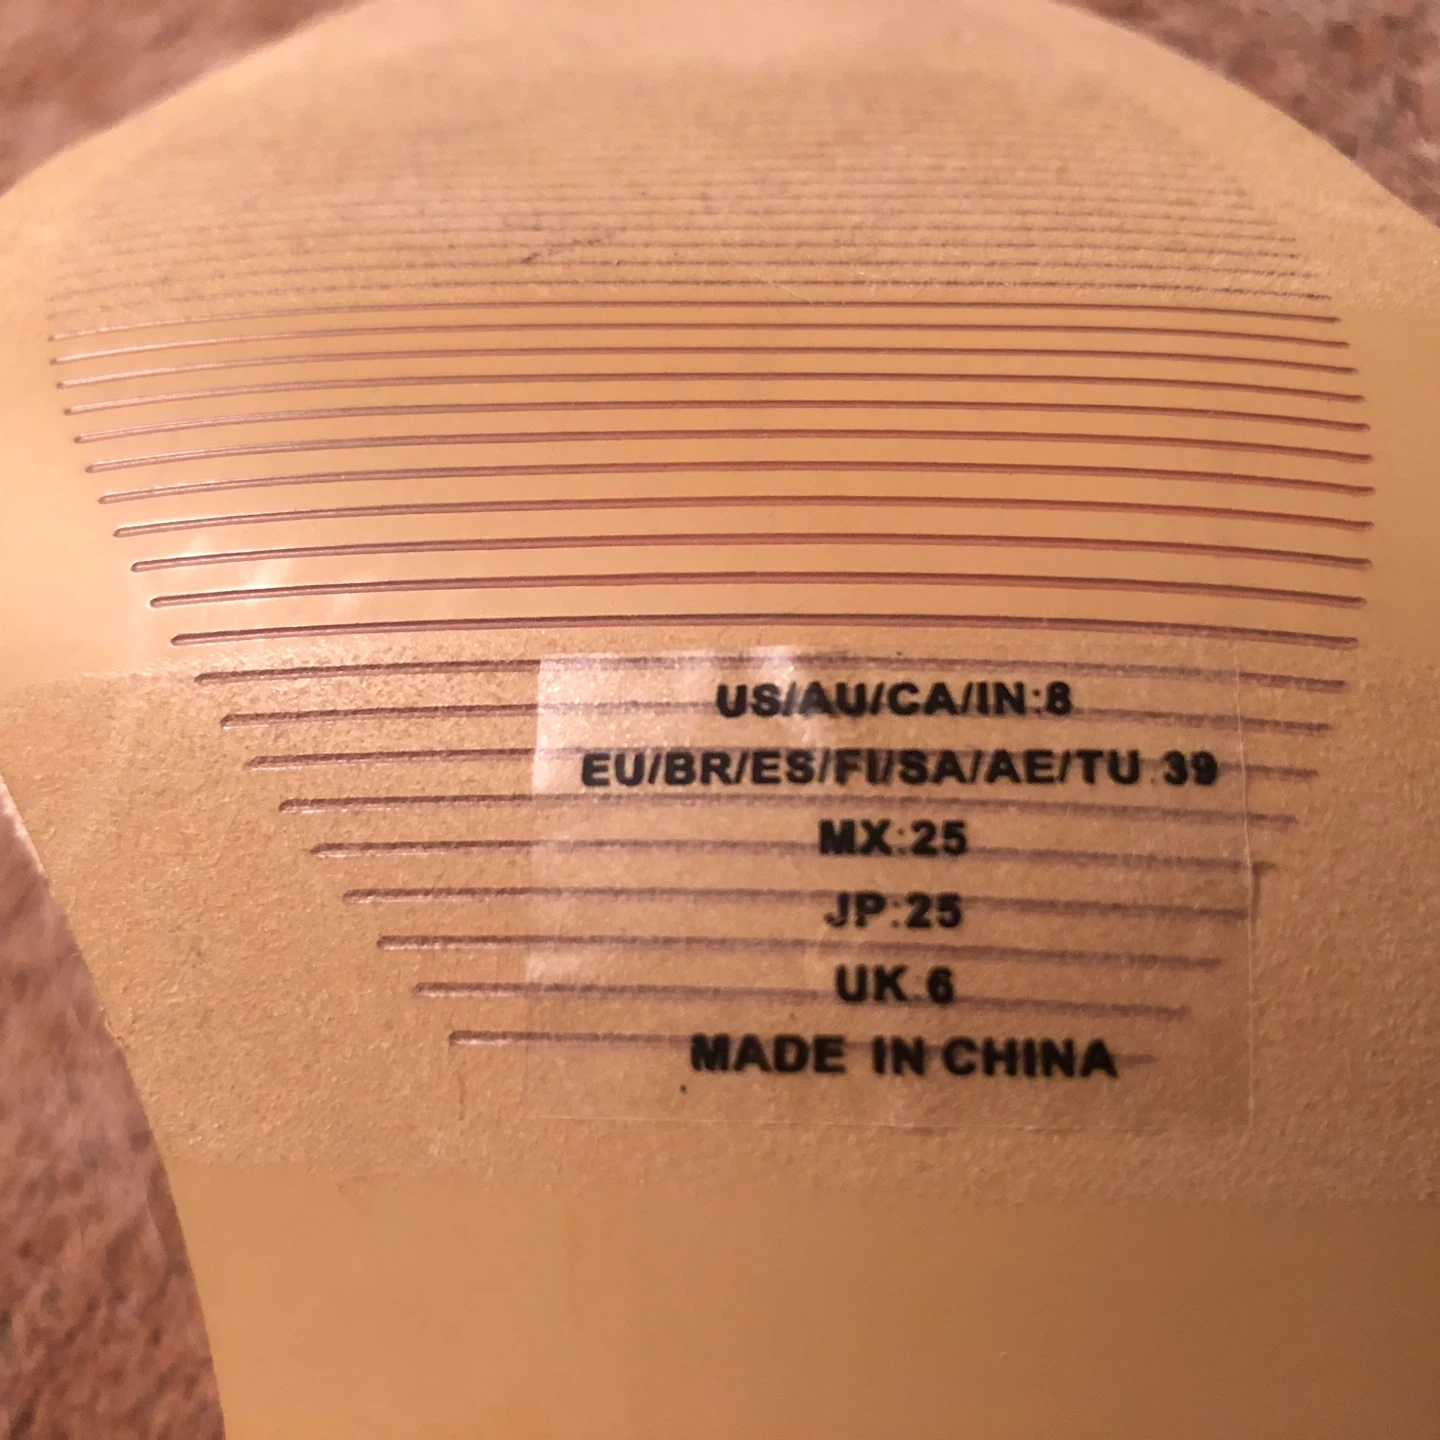 US/AU/CA/IN:8
EU/BR/ES/FI/SA/AE/TU:39
MX:25
JP:25
UK:6
MADE IN CHINA